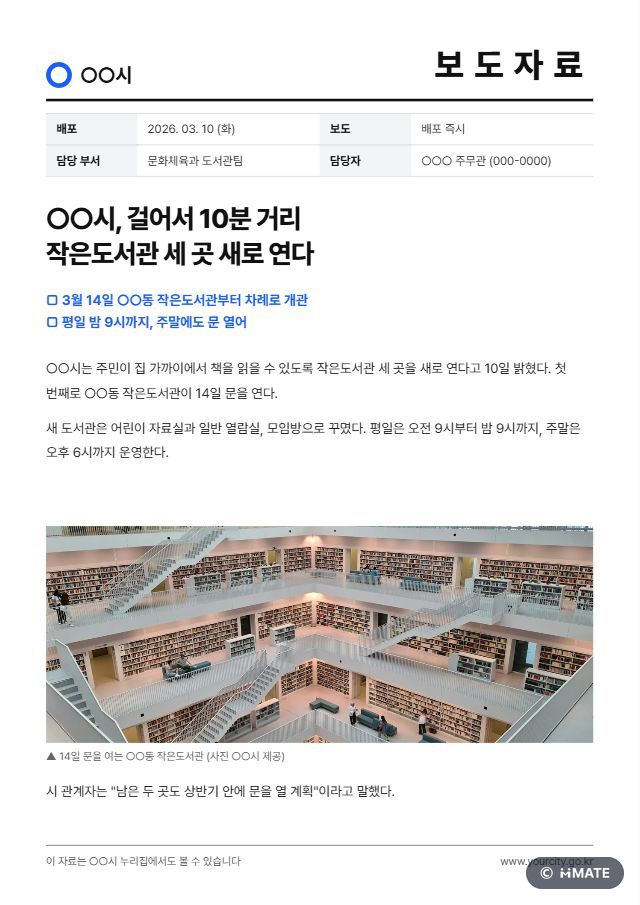 ○○시
보도자료
배포 2026. 03. 10 (화) 보도 배포 즉시
담당 부서 문화체육과 도서관팀 담당자 ○○○ 주무관 (000-0000)
○○시, 걸어서 10분 거리
작은도서관 세 곳 새로 연다
□ 3월 14일 ○○동 작은도서관부터 차례로 개관
□ 평일 밤 9시까지, 주말에도 문 열어
○○시는 주민이 집 가까이에서 책을 읽을 수 있도록 작은도서관 세 곳을 새로 연다고 10일 밝혔다. 첫
번째로 ○○동 작은도서관이 14일 문을 연다.
새 도서관은 어린이 자료실과 일반 열람실, 모임방으로 꾸몄다. 평일은 오전 9시부터 밤 9시까지, 주말은
오후 6시까지 운영한다.
▲ 14일 문을 여는 ○○동 작은도서관 (사진 ○○시 제공)
시 관계자는 "남은 두 곳도 상반기 안에 문을 열 계획"이라고 말했다.
이 자료는 ○○시 누리집에서도 볼 수 있습니다
www.yourcity.go.kr
© MMATE